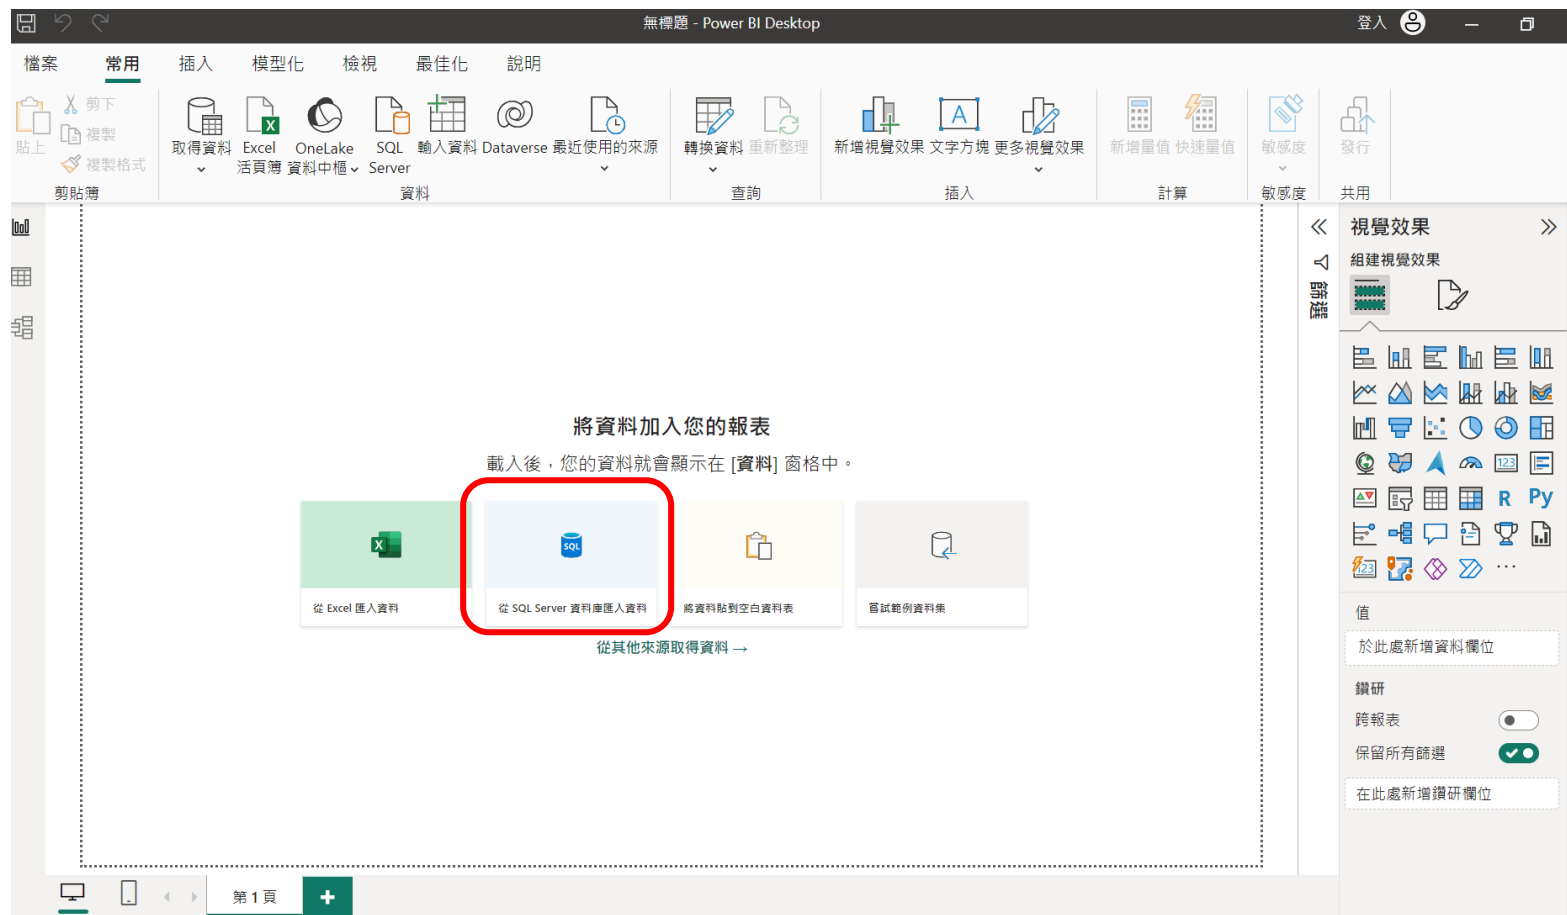 無標題 - Power BI Desktop
登入
檔案 常用 插入 模型化 檢視 最佳化 說明
貼上
剪下
複製
複製格式
剪貼簿
取得資料
Excel
活頁簿
OneLake
資料中樞
SQL
Server
輸入資料
Dataverse
最近使用的來源
資料
轉換資料
重新整理
查詢
新增視覺效果
A
文字方塊
更多視覺效果
插入
新增量值
快速量值
計算
敏感度
敏感度
發行
共用
篩選
視覺效果
組建視覺效果
123
R
Py
123
...
值
於此處新增資料欄位
鑽研
跨報表
保留所有篩選
在此處新增鑽研欄位
將資料加入您的報表
載入後，您的資料就會顯示在 [資料] 窗格中。
SQL
從 Excel 匯入資料
從 SQL Server 資料庫匯入資料
將資料貼到空白資料表
嘗試範例資料集
從其他來源取得資料 →
第 1 頁
+